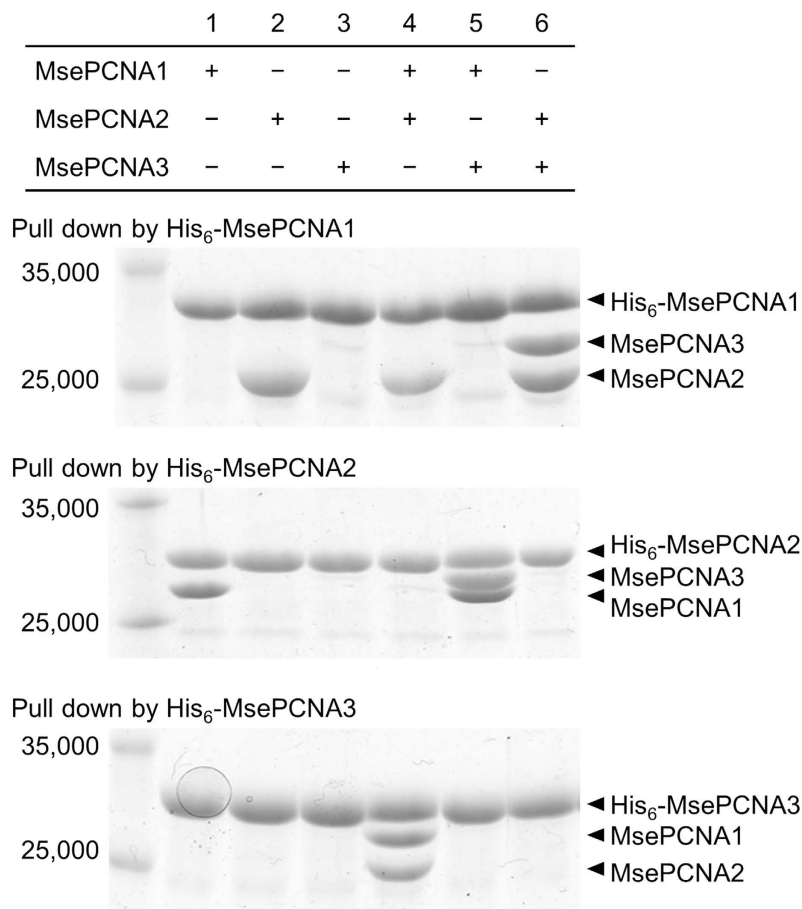 1 2 3 4 5 6
MsePCNA1 + − − + + −
MsePCNA2 − + − + − +
MsePCNA3 − − + − + +
Pull down by His₆-MsePCNA1
35,000
His₆-MsePCNA1
MsePCNA3
25,000 MsePCNA2
Pull down by His₆-MsePCNA2
35,000
His₆-MsePCNA2
MsePCNA3
MsePCNA1
25,000
Pull down by His₆-MsePCNA3
35,000
His₆-MsePCNA3
MsePCNA1
25,000
MsePCNA2